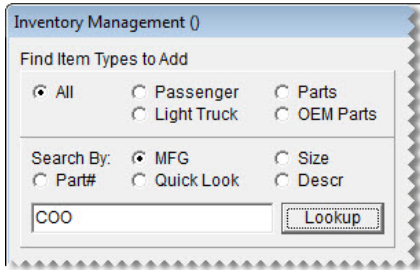 Inventory Management ()
Find Item Types to Add
All Passenger Parts
Light Truck OEM Parts
Search By: MFG Size
Part# Quick Look Descr
COO Lookup